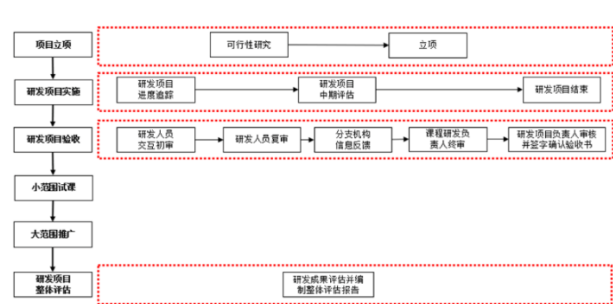 项目立项
可行性研究
立项
研发项目实施
研发项目
进度追踪
研发项目
中期评估
研发项目结束
研发项目验收
研发人员
交互初审
研发人员复审
分支机构
信息反馈
课程研发负
责人终审
研发项目负责人审核
并签字确认验收书
小范围试课
大范围推广
研发项目
整体评估
研发成果评估并编
制整体评估报告